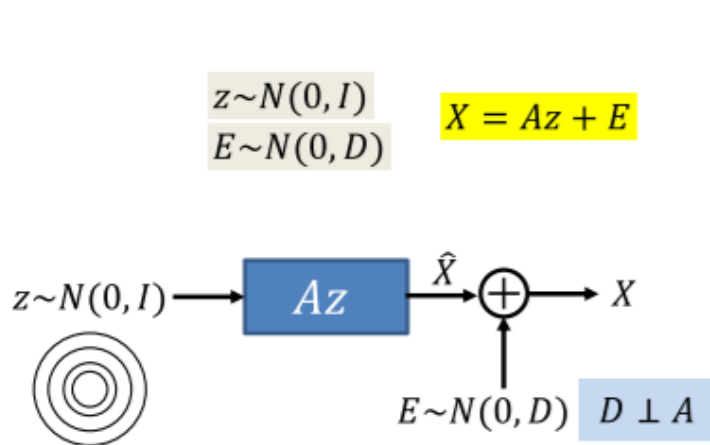 z~N(0, I)
E~N(0, D)
X = Az + E
z~N(0, I)
Az
X̂
X
E~N(0, D)
D ⊥ A